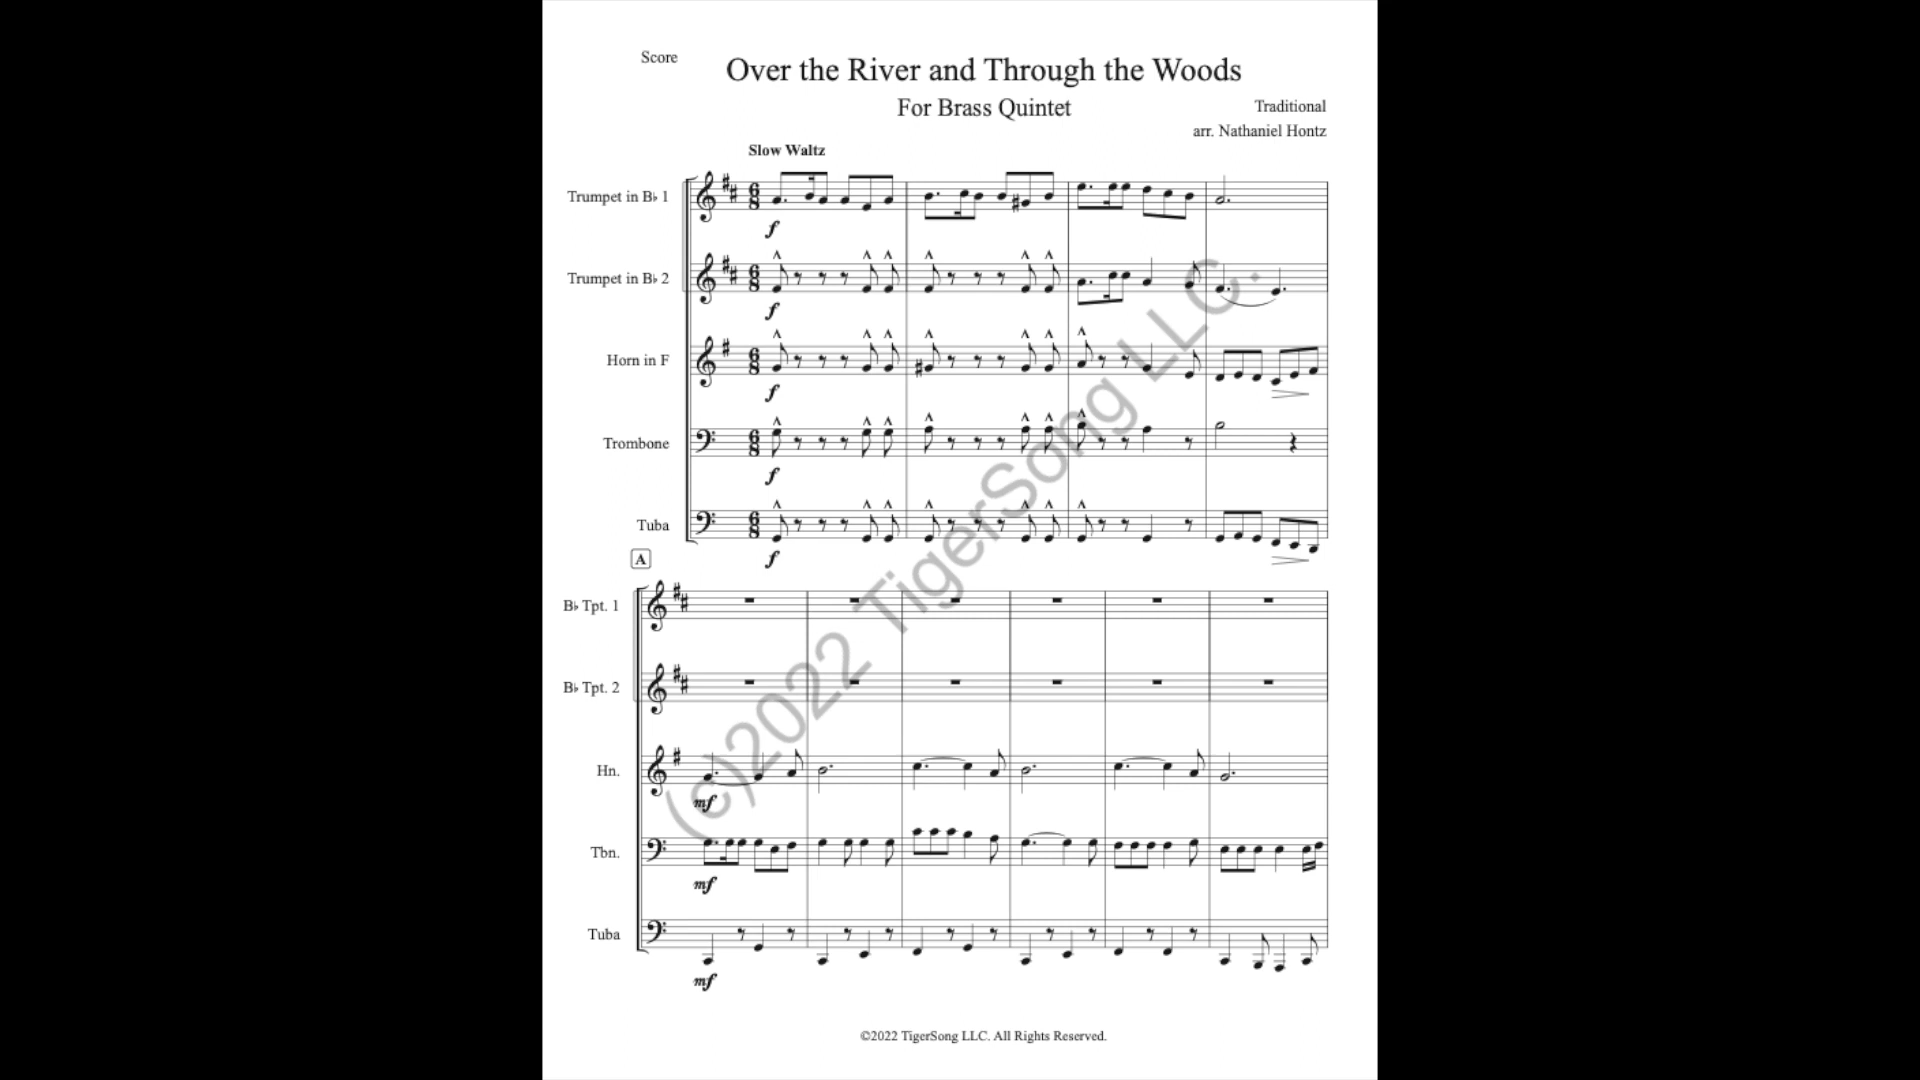 Score
Over the River and Through the Woods
For Brass Quintet
Traditional
arr. Nathaniel Hontz
Slow Waltz
Trumpet in B♭ 1
f
Trumpet in B♭ 2
f
Horn in F
f
Trombone
f
Tuba
f
A
B♭ Tpt. 1
B♭ Tpt. 2
Hn.
mf
Tbn.
mf
Tuba
mf
(c)2022 TigerSong LLC.
©2022 TigerSong LLC. All Rights Reserved.